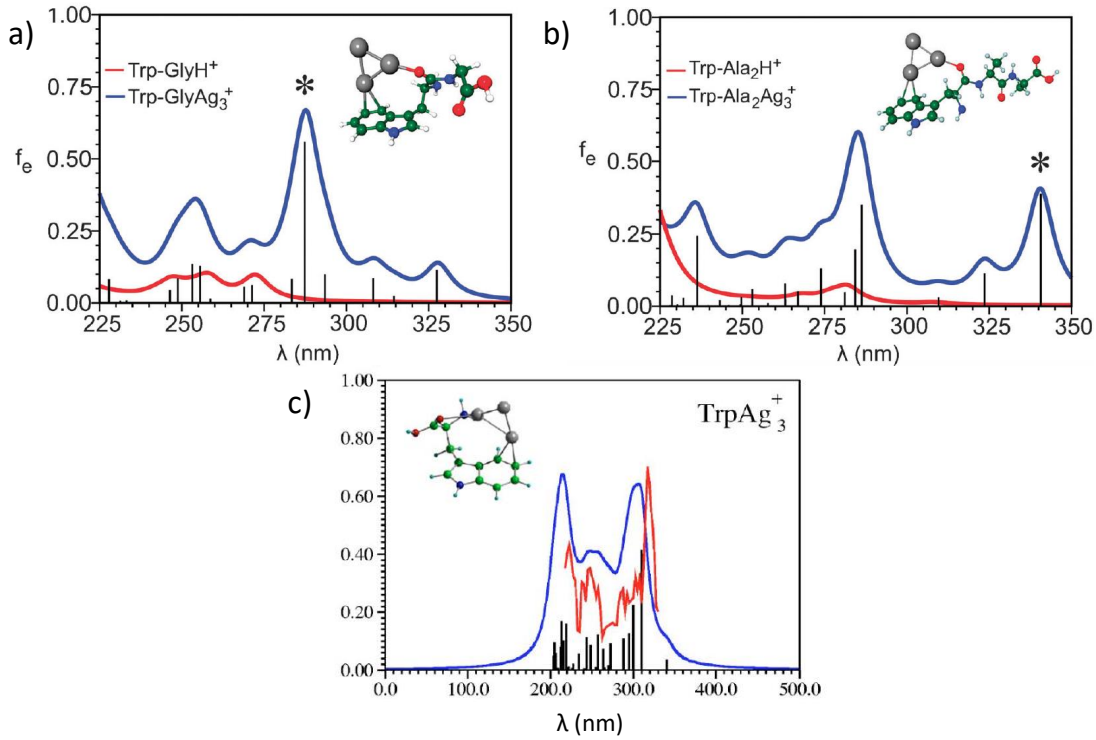 a)
1.00
0.75
0.50
0.25
0.00
fe
Trp-GlyH+
Trp-GlyAg3+
*
225 250 275 300 325 350
λ (nm)
b)
1.00
0.75
0.50
0.25
0.00
fe
Trp-Ala2H+
Trp-Ala2Ag3+
*
225 250 275 300 325 350
λ (nm)
c)
1.00
0.80
0.60
0.40
0.20
0.00
TrpAg3+
0.0 100.0 200.0 300.0 400.0 500.0
λ (nm)